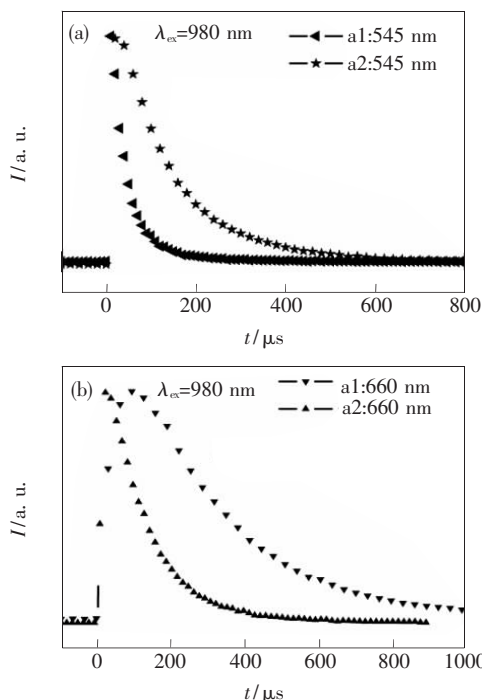 (a)
λex=980 nm
a1:545 nm
a2:545 nm
I/a. u.
0
200
400
600
800
t/μs
(b)
λex=980 nm
a1:660 nm
a2:660 nm
I/a. u.
0
200
400
600
800
1000
t/μs